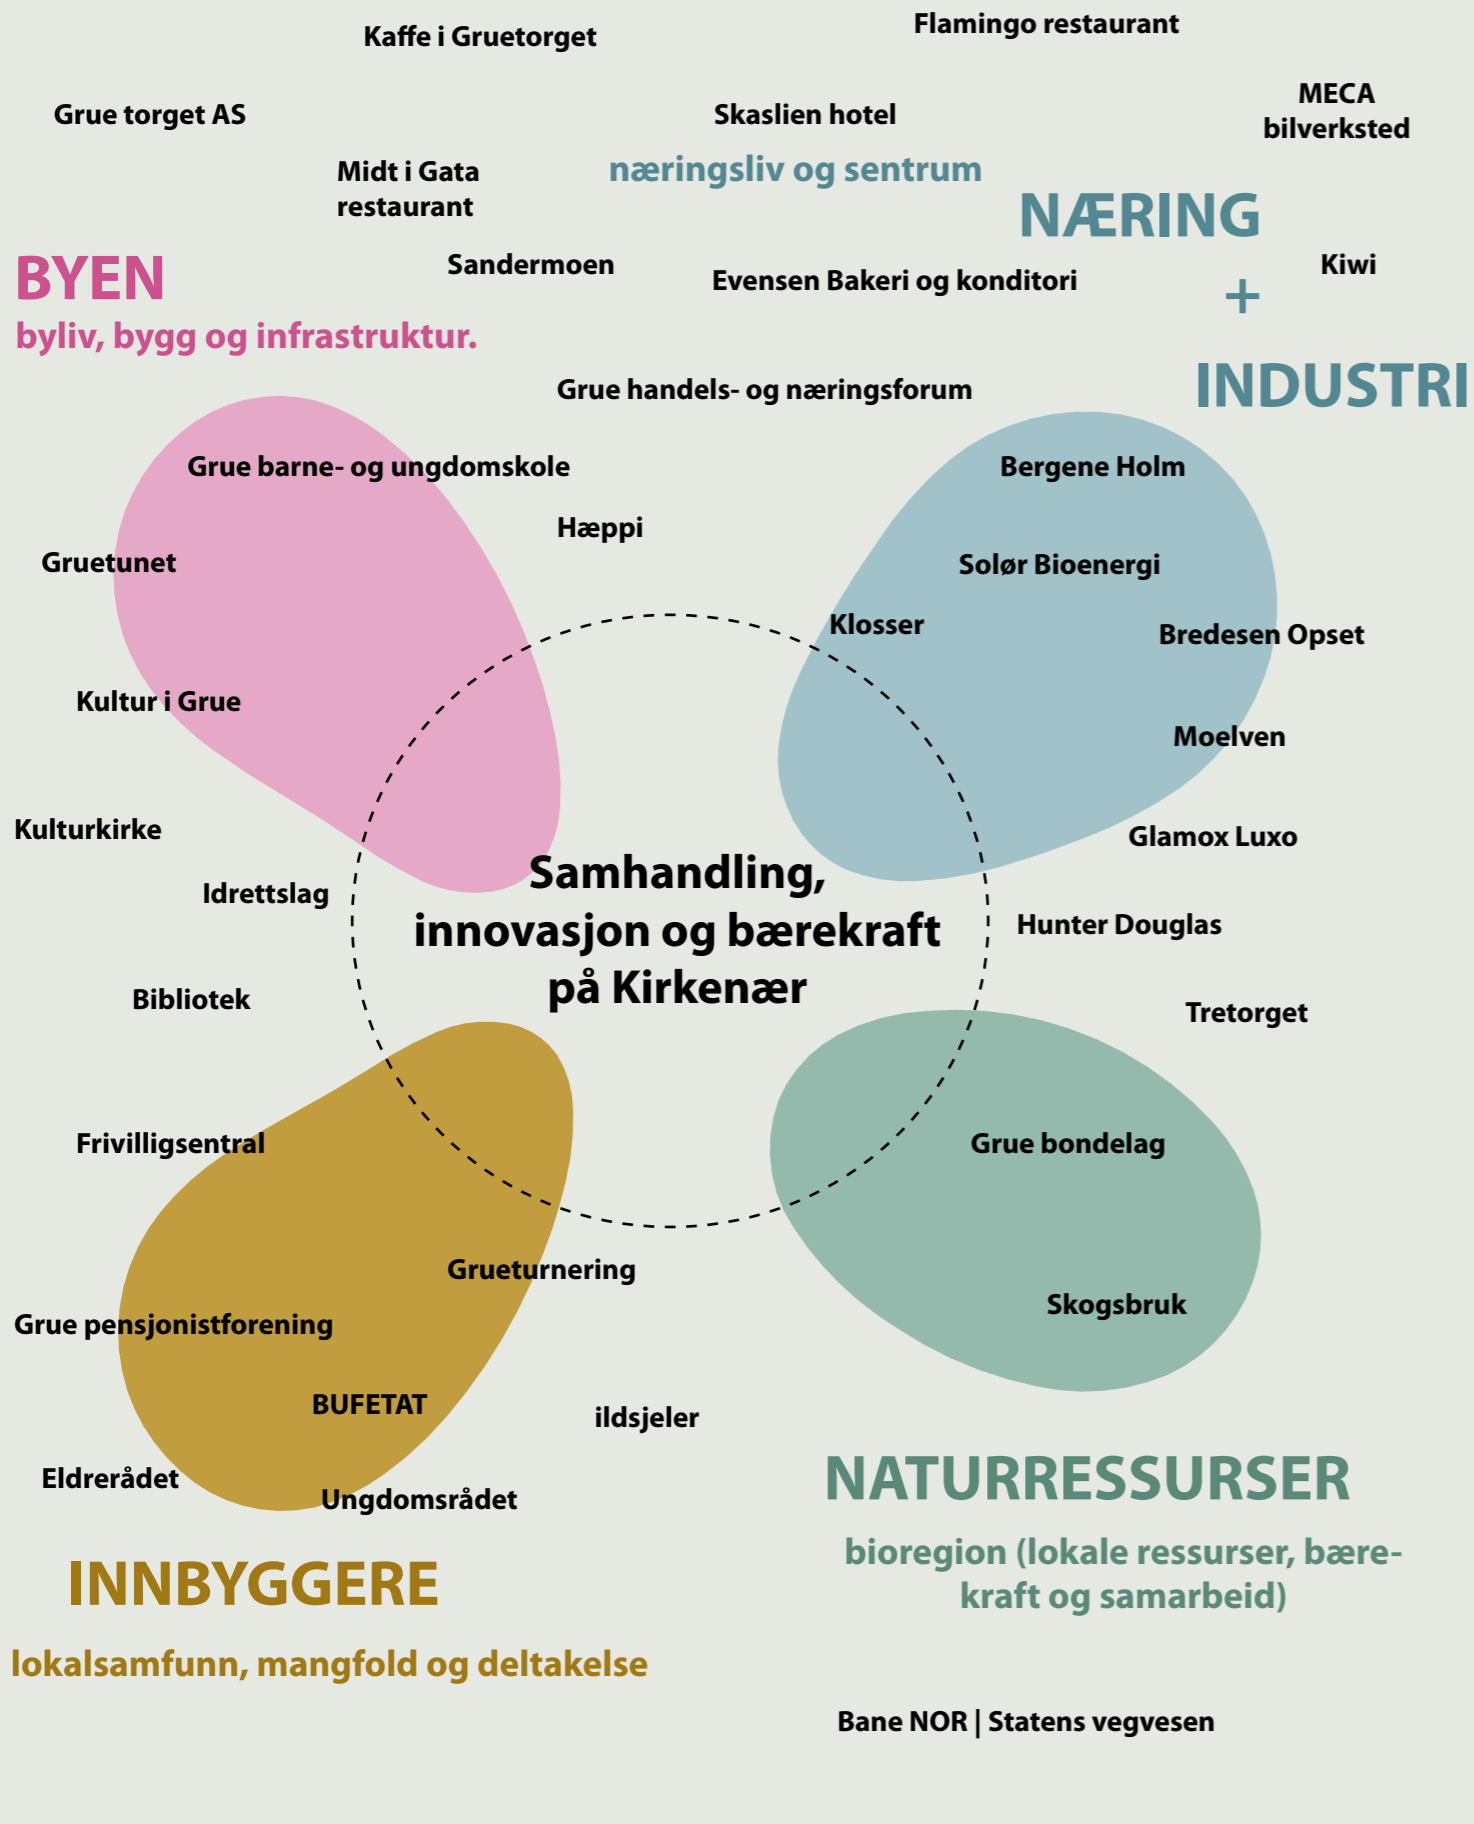 Kaffe i Gruetorget
Flamingo restaurant
Grue torget AS
Skaslien hotel
MECA
bilverksted
Midt i Gata
restaurant
næringsliv og sentrum
NÆRING
+
INDUSTRI
BYEN
byliv, bygg og infrastruktur.
Sandermoen
Evensen Bakeri og konditori
Kiwi
Grue handels- og næringsforum
Grue barne- og ungdomskole
Bergene Holm
Hæppi
Gruetunet
Solør Bioenergi
Klosser
Bredesen Opset
Kultur i Grue
Moelven
Kulturkirke
Glamox Luxo
Idrettslag
Samhandling,
innovasjon og bærekraft
på Kirkenær
Hunter Douglas
Bibliotek
Tretorget
Frivilligsentral
Grue bondelag
Grueturnering
Skogsbruk
Grue pensjonistforening
BUFETAT
ildsjeler
Eldrerådet
Ungdomsrådet
NATURRESSURSER
bioregion (lokale ressurser, bære-
kraft og samarbeid)
INNBYGGERE
lokalsamfunn, mangfold og deltakelse
Bane NOR | Statens vegvesen